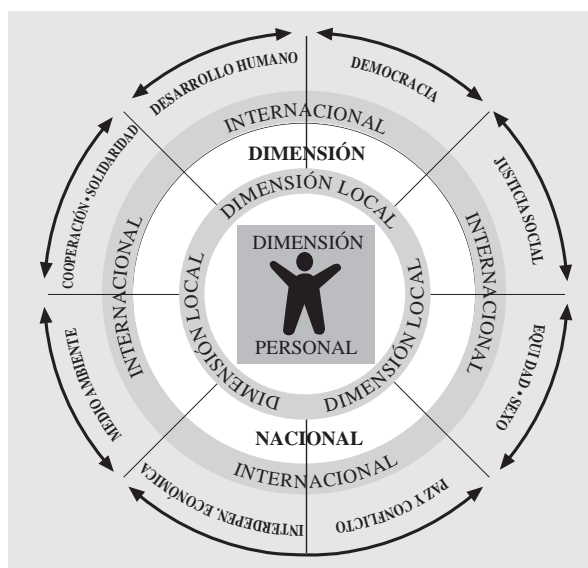 DESARROLLO HUMANO
DEMOCRACIA
COOPERACIÓN • SOLIDARIDAD
JUSTICIA SOCIAL
MEDIO AMBIENTE
EQUIDAD • SEXO
INTERDEPEN. ECONÓMICA
PAZ Y CONFLICTO
INTERNACIONAL
INTERNACIONAL
INTERNACIONAL
INTERNACIONAL
DIMENSIÓN
NACIONAL
DIMENSIÓN LOCAL
DIMENSIÓN LOCAL
DIMENSIÓN LOCAL
DIMENSIÓN LOCAL
DIMENSIÓN
PERSONAL